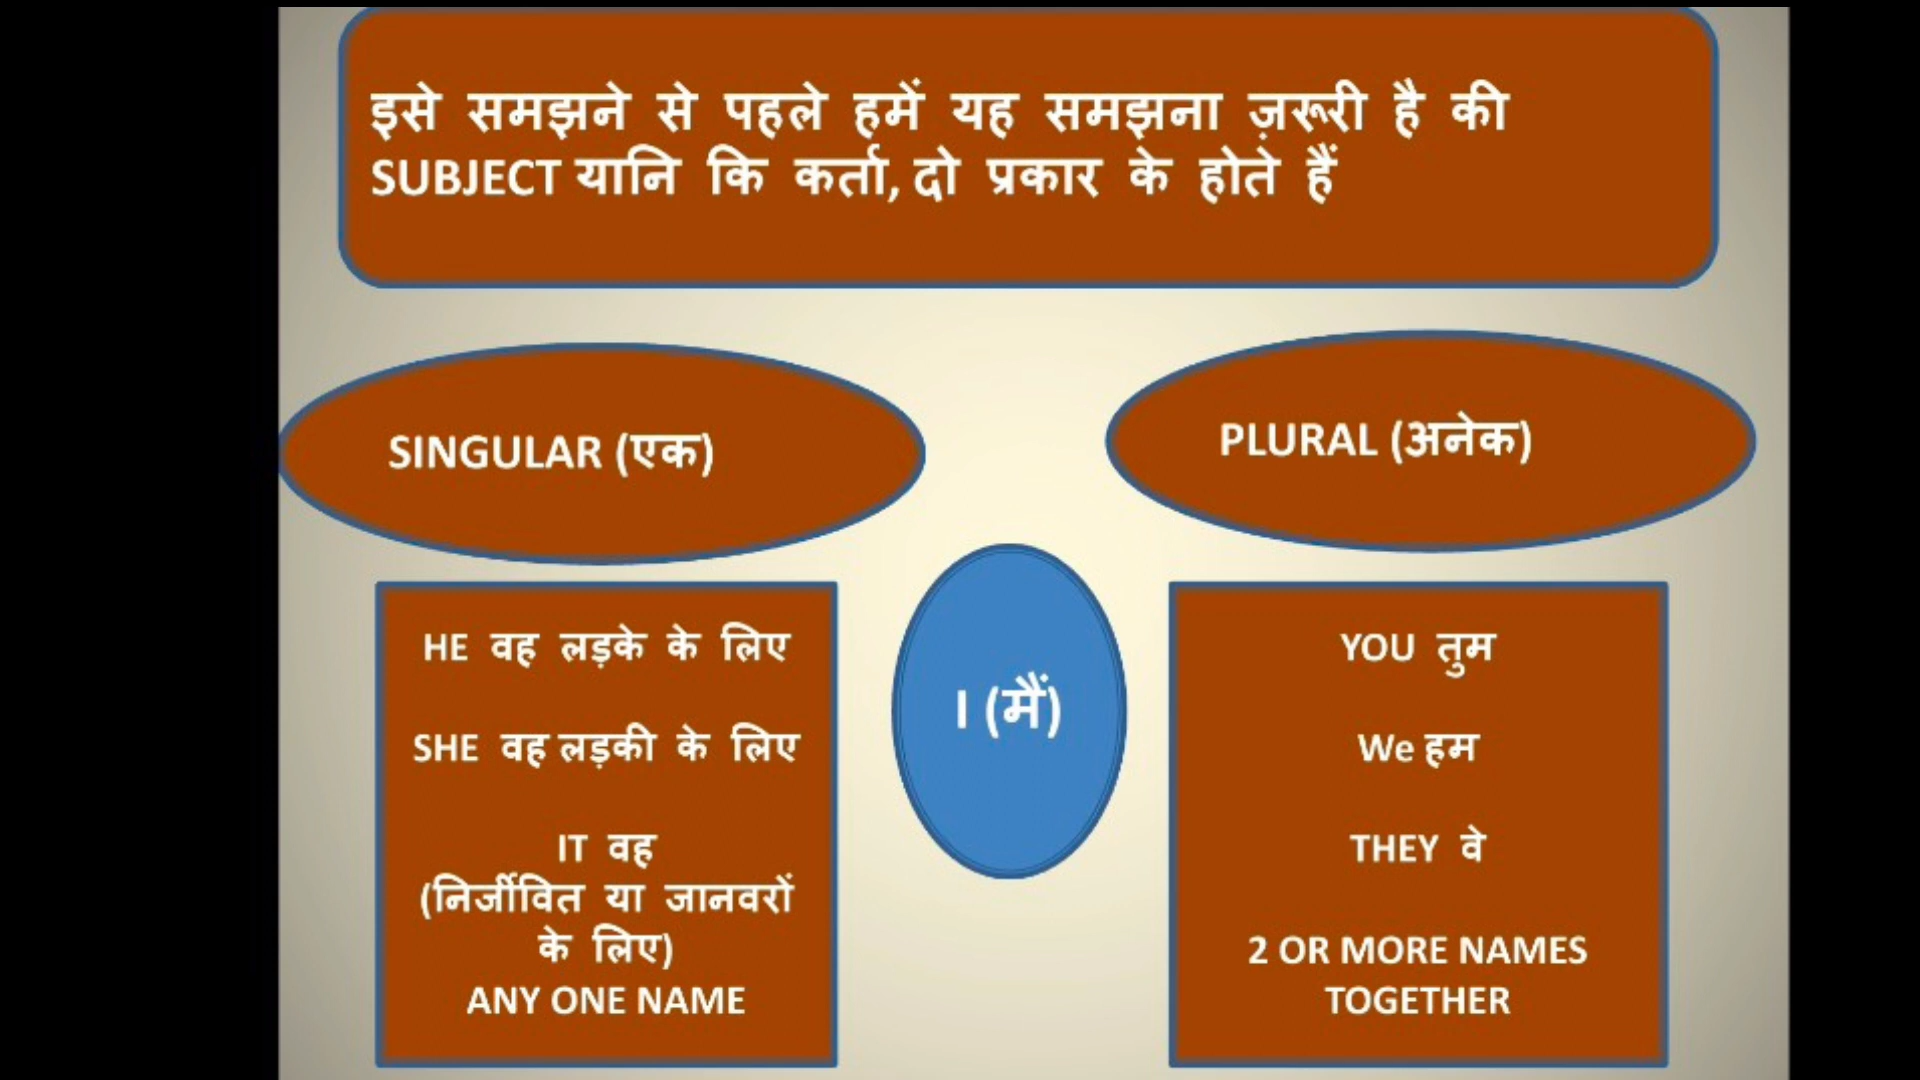 इसे समझने से पहले हमें यह समझना ज़रूरी है की
SUBJECT यानि कि कर्ता, दो प्रकार के होते हैं
SINGULAR (एक)
PLURAL (अनेक)
HE वह लड़के के लिए
SHE वह लड़की के लिए
IT वह
(निर्जीवित या जानवरों
के लिए)
ANY ONE NAME
I (मैं)
YOU तुम
We हम
THEY वे
2 OR MORE NAMES
TOGETHER